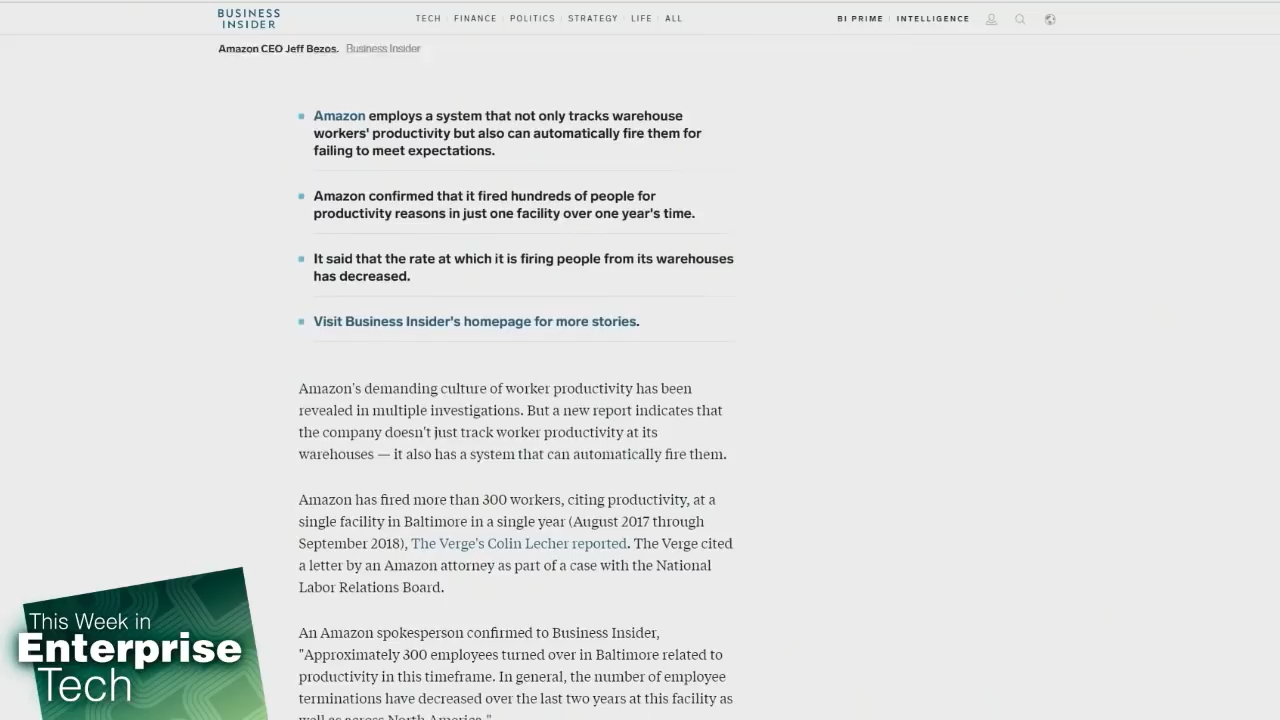 BUSINESS
INSIDER
TECH FINANCE POLITICS STRATEGY LIFE ALL
BI PRIME INTELLIGENCE
Amazon CEO Jeff Bezos. Business Insider
Amazon employs a system that not only tracks warehouse
workers' productivity but also can automatically fire them for
failing to meet expectations.
Amazon confirmed that it fired hundreds of people for
productivity reasons in just one facility over one year's time.
It said that the rate at which it is firing people from its warehouses
has decreased.
Visit Business Insider's homepage for more stories.
Amazon's demanding culture of worker productivity has been
revealed in multiple investigations. But a new report indicates that
the company doesn't just track worker productivity at its
warehouses — it also has a system that can automatically fire them.
Amazon has fired more than 300 workers, citing productivity, at a
single facility in Baltimore in a single year (August 2017 through
September 2018), The Verge's Colin Lecher reported. The Verge cited
a letter by an Amazon attorney as part of a case with the National
Labor Relations Board.
An Amazon spokesperson confirmed to Business Insider,
"Approximately 300 employees turned over in Baltimore related to
productivity in this timeframe. In general, the number of employee
terminations have decreased over the last two years at this facility as
well as across North America."
This Week in
Enterprise
Tech